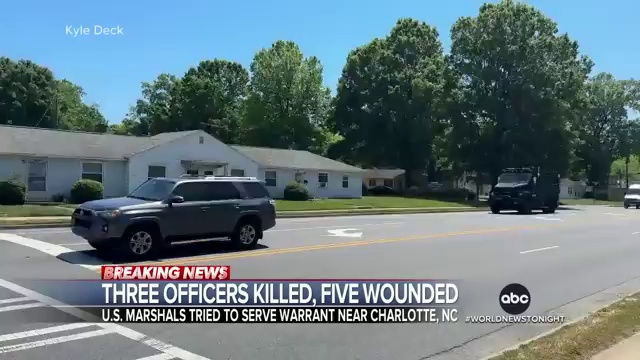 Kyle Deck
BREAKING NEWS
THREE OFFICERS KILLED, FIVE WOUNDED
abc
U.S. MARSHALS TRIED TO SERVE WARRANT NEAR CHARLOTTE, NC
#WORLDNEWSTONIGHT